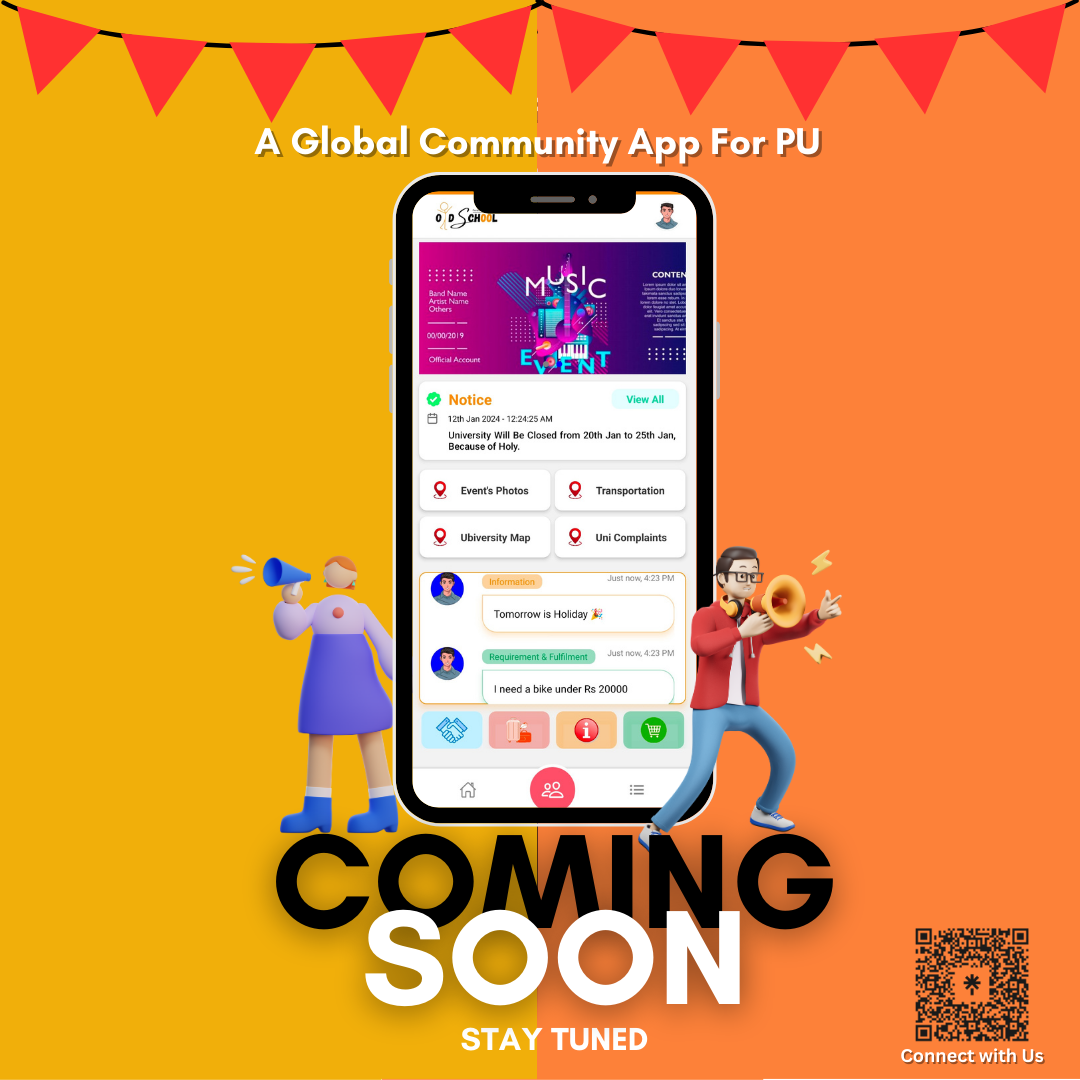 A Global Community App For PU
OLD SCHOOL
MUSIC
EVENT
Band Name
Artist Name
Others
00/00/2019
Official Account
CONTEN
Notice
View All
12th Jan 2024 - 12:24:25 AM
University Will Be Closed from 20th Jan to 25th Jan,
Because of Holy.
Event's Photos
Transportation
Ubiversity Map
Uni Complaints
Information
Just now, 4:23 PM
Tomorrow is Holiday 🎉
Requirement & Fulfilment
Just now, 4:23 PM
I need a bike under Rs 20000
COMING
SOON
STAY TUNED
Connect with Us